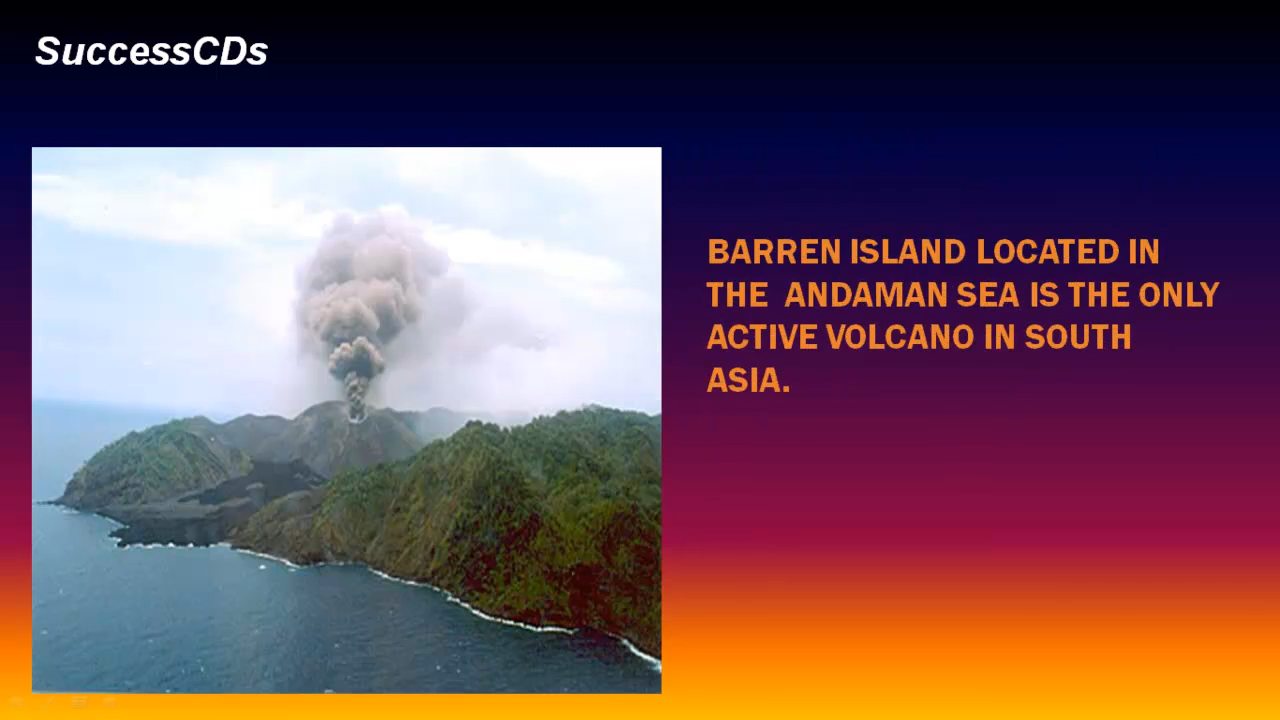 SuccessCDs
BARREN ISLAND LOCATED IN
THE ANDAMAN SEA IS THE ONLY
ACTIVE VOLCANO IN SOUTH
ASIA.